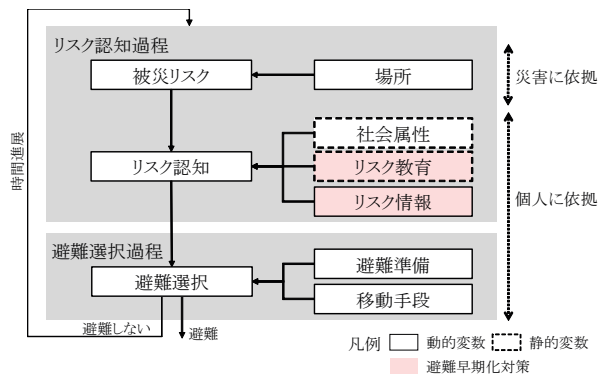 リスク認知過程
被災リスク
場所
災害に依拠
社会属性
リスク認知
リスク教育
リスク情報
個人に依拠
時間進展
避難選択過程
避難準備
避難選択
移動手段
避難しない
避難
凡例 動的変数 静的変数
避難早期化対策